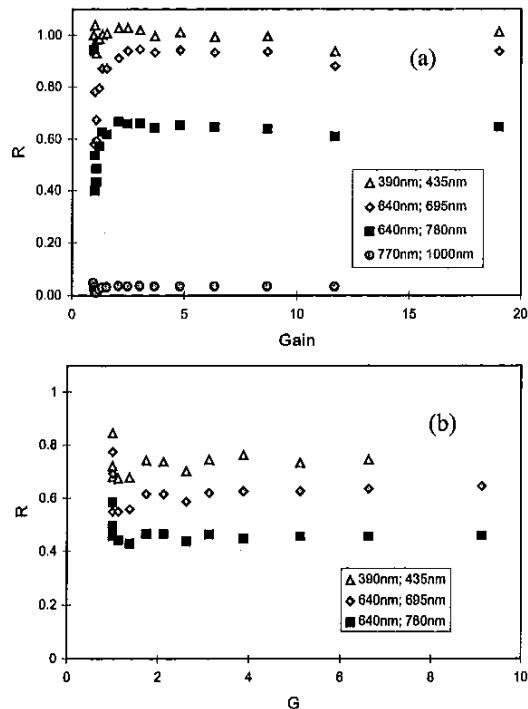 1.00
(a)
0.80
0.60
R
390nm; 435nm
0.40
640nm; 695nm
640nm; 780nm
0.20
770nm; 1000nm
0.00
0 5 10 15 20
Gain
1
(b)
0.8
0.6
R
0.4
390nm; 435nm
0.2
640nm; 695nm
640nm; 780nm
0
0 2 4 6 8 10
G